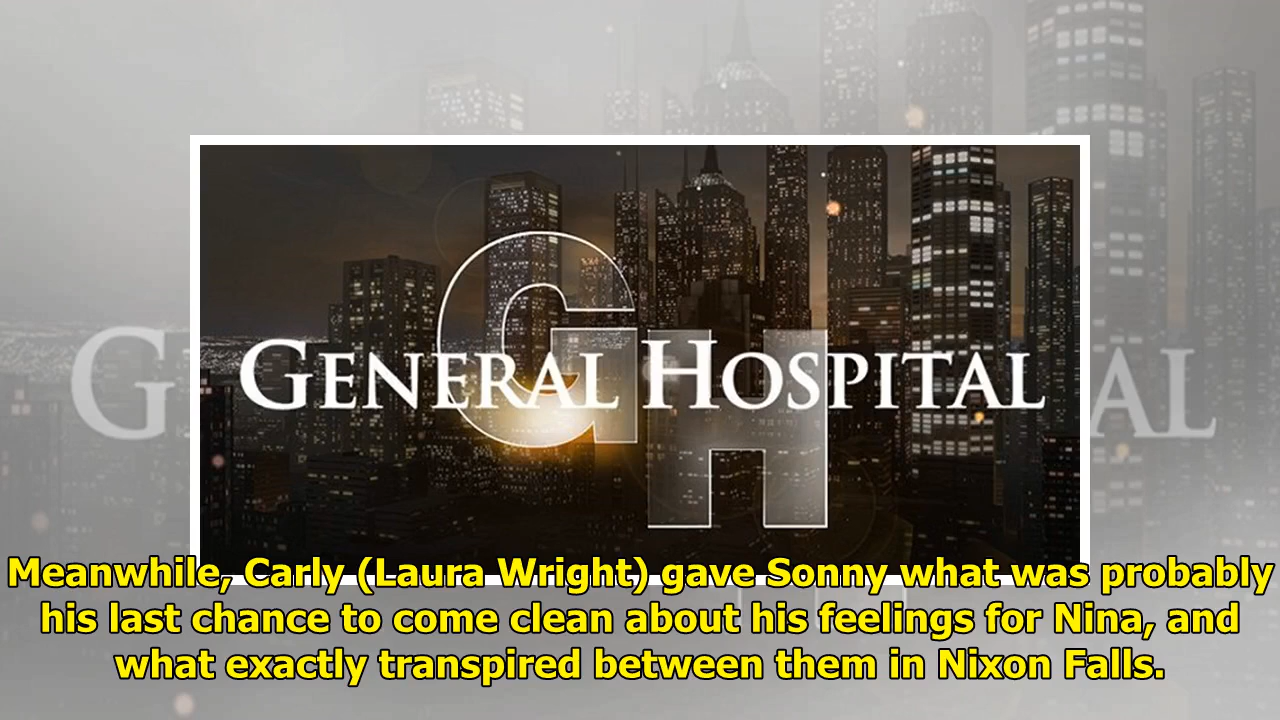 GH
GENERAL HOSPITAL
G
AL
Meanwhile, Carly (Laura Wright) gave Sonny what was probably
his last chance to come clean about his feelings for Nina, and
what exactly transpired between them in Nixon Falls.